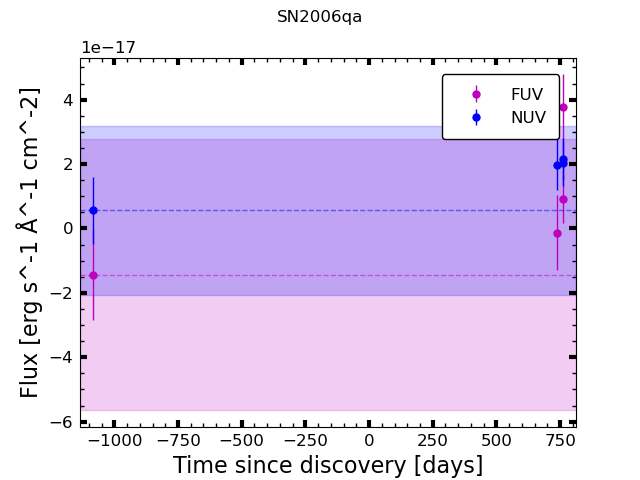 SN2006qa
1e−17
FUV
NUV
4
2
0
−2
−4
−6
Flux [erg s^-1 Å^-1 cm^-2]
−1000 −750 −500 −250 0 250 500 750
Time since discovery [days]